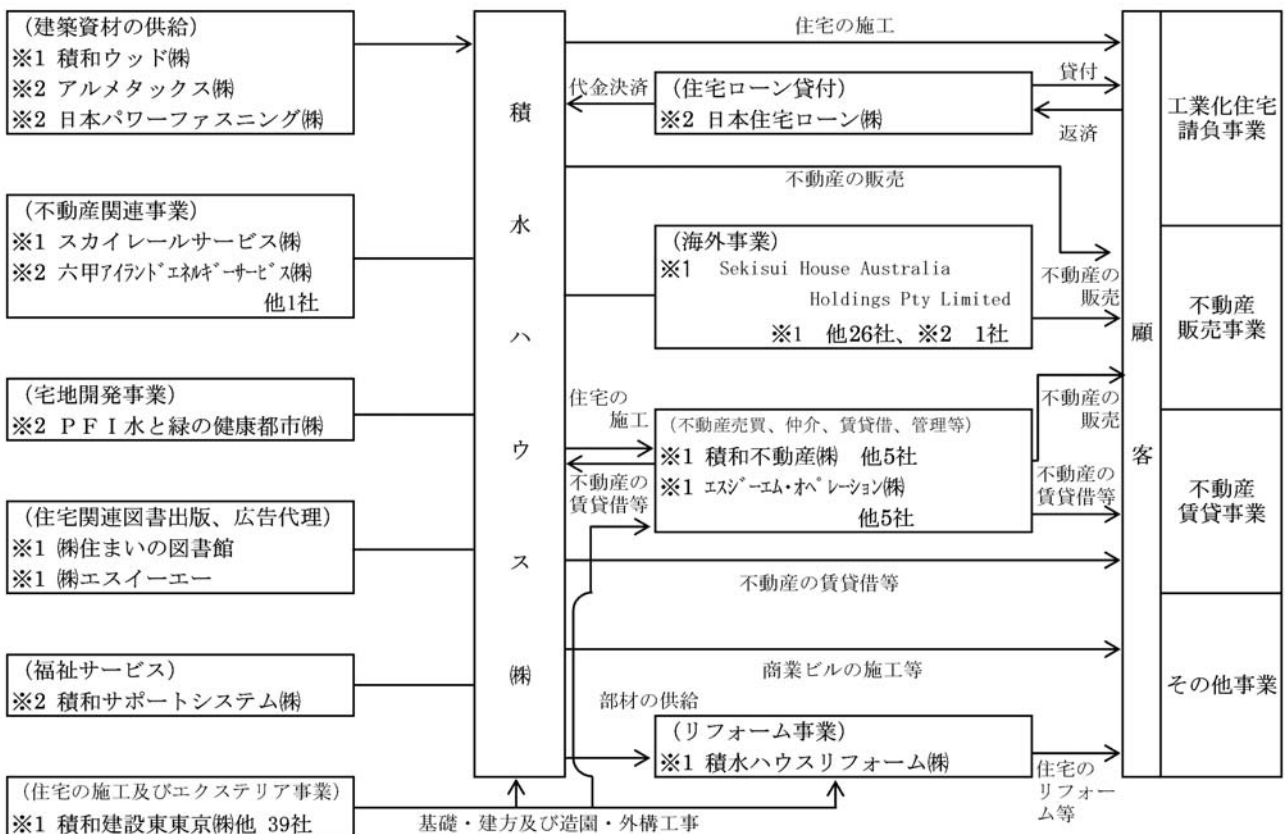 (建築資材の供給)
※1 積和ウッド㈱
※2 アルメタックス㈱
※2 日本パワーファスニング㈱
(不動産関連事業)
※1 スカイレールサービス㈱
※2 六甲アイランドエネルギーサービス㈱
他1社
(宅地開発事業)
※2 PFI水と緑の健康都市㈱
(住宅関連図書出版、広告代理)
※1 ㈱住まいの図書館
※1 ㈱エスイーエー
(福祉サービス)
※2 積和サポートシステム㈱
(住宅の施工及びエクステリア事業)
※1 積和建設東東京㈱他 39社
積水ハウス㈱
住宅の施工
代金決済
(住宅ローン貸付)
※2 日本住宅ローン㈱
貸付
返済
不動産の販売
(海外事業)
※1 Sekisui House Australia
Holdings Pty Limited
※1 他26社、※2 1社
不動産の
販売
住宅の
施工
不動産の
賃貸借等
(不動産売買、仲介、賃貸借、管理等)
※1 積和不動産㈱ 他5社
※1 エスジーエム・オペレーション㈱
他5社
不動産の
販売
不動産の
賃貸借等
不動産の賃貸借等
商業ビルの施工等
部材の供給
(リフォーム事業)
※1 積水ハウスリフォーム㈱
住宅の
リフォー
ム等
基礎・建方及び造園・外構工事
顧客
工業化住宅
請負事業
不動産
販売事業
不動産
賃貸事業
その他事業